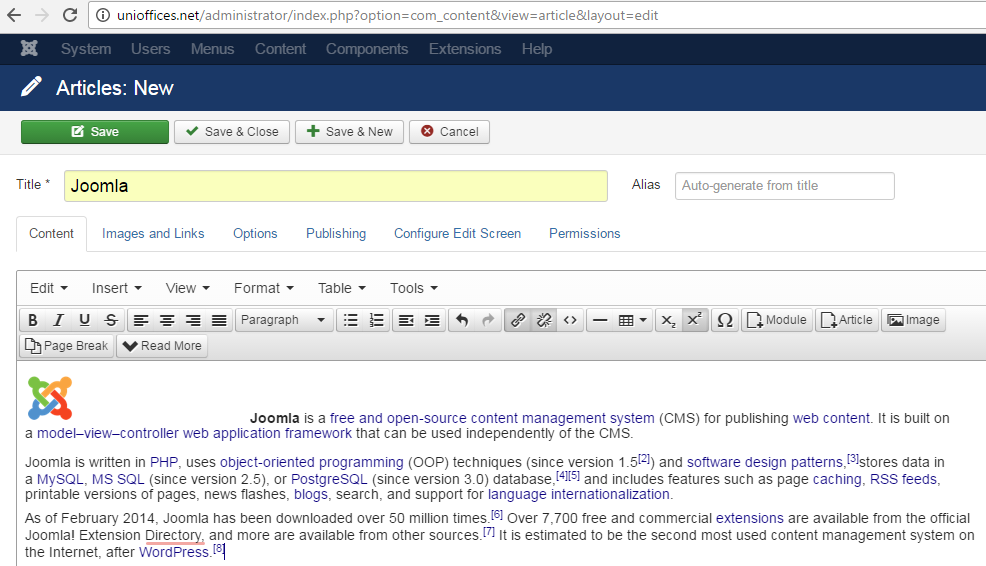 unioffices.net/administrator/index.php?option=com_content&view=article&layout=edit
System Users Menus Content Components Extensions Help
Articles: New
Save Save & Close Save & New Cancel
Title * Joomla Alias Auto-generate from title
Content Images and Links Options Publishing Configure Edit Screen Permissions
Edit Insert View Format Table Tools
B I U S Paragraph x₂ x² Ω Module Article Image
Page Break Read More
Joomla is a free and open-source content management system (CMS) for publishing web content. It is built on
a model–view–controller web application framework that can be used independently of the CMS.
Joomla is written in PHP, uses object-oriented programming (OOP) techniques (since version 1.5[2]) and software design patterns,[3]stores data in
a MySQL, MS SQL (since version 2.5), or PostgreSQL (since version 3.0) database,[4][5] and includes features such as page caching, RSS feeds,
printable versions of pages, news flashes, blogs, search, and support for language internationalization.
As of February 2014, Joomla has been downloaded over 50 million times.[6] Over 7,700 free and commercial extensions are available from the official
Joomla! Extension Directory, and more are available from other sources.[7] It is estimated to be the second most used content management system on
the Internet, after WordPress.[8]